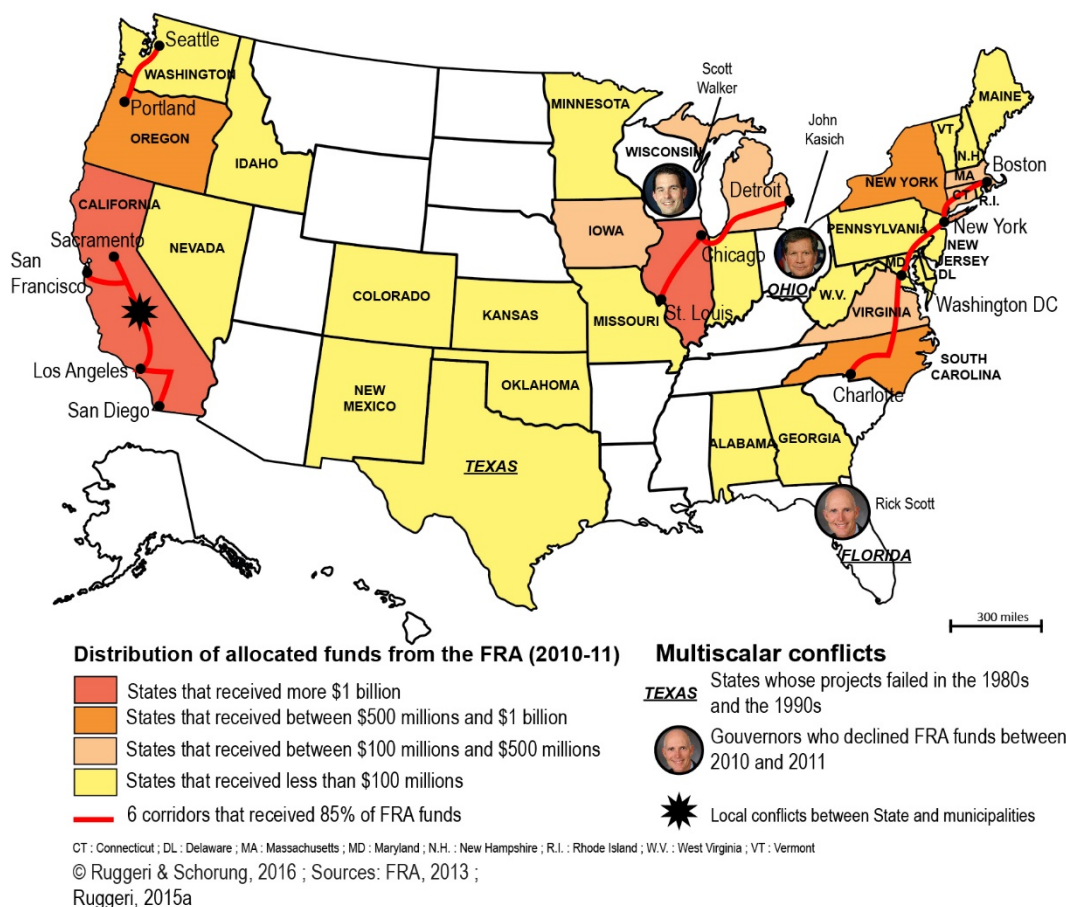 Seattle
WASHINGTON
Portland
OREGON
IDAHO
CALIFORNIA
Sacramento
San
Francisco
NEVADA
Los Angeles
San Diego
COLORADO
NEW
MEXICO
KANSAS
OKLAHOMA
TEXAS
MINNESOTA
IOWA
MISSOURI
Scott
Walker
WISCONSIN
John
Kasich
Detroit
Chicago
St. Louis
OHIO
MAINE
VT
N.H.
Boston
MA
CT
R.I.
NEW YORK
New York
PENNSYLVANIa
NEW
JERSEY
MD
DL
Washington DC
W.V.
VIRGINIA
SOUTH
CAROLINA
Charlotte
ALABAMA
GEORGIA
Rick Scott
FLORIDA
300 miles
Distribution of allocated funds from the FRA (2010-11)
States that received more $1 billion
States that received between $500 millions and $1 billion
States that received between $100 millions and $500 millions
States that received less than $100 millions
6 corridors that received 85% of FRA funds
Multiscalar conflicts
TEXAS
States whose projects failed in the 1980s
and the 1990s
Gouvernors who declined FRA funds between
2010 and 2011
Local conflicts between State and municipalities
CT : Connecticut ; DL : Delaware ; MA : Massachusetts ; MD : Maryland ; N.H. : New Hampshire ; R.I. : Rhode Island ; W.V. : West Virginia ; VT : Vermont
© Ruggeri & Schorung, 2016 ; Sources: FRA, 2013 ;
Ruggeri, 2015a